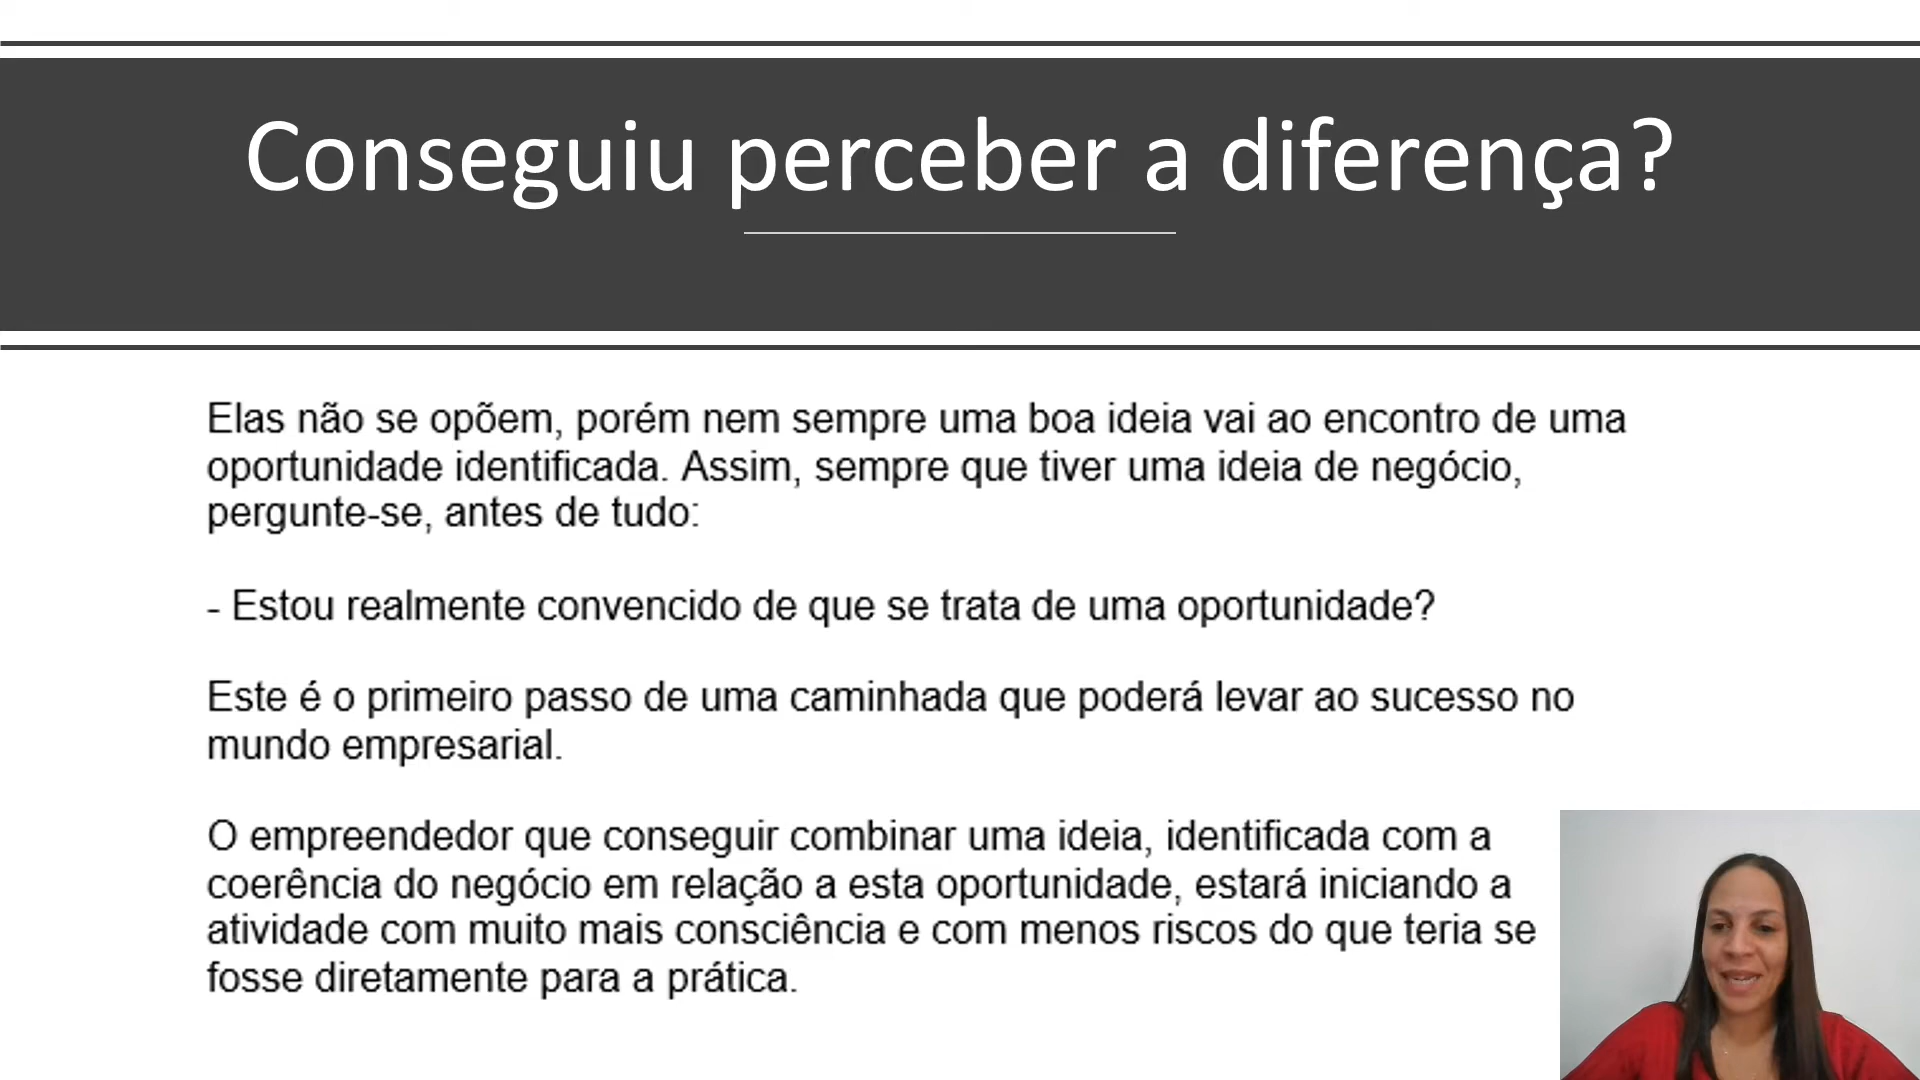 Conseguiu perceber a diferença?
Elas não se opõem, porém nem sempre uma boa ideia vai ao encontro de uma
oportunidade identificada. Assim, sempre que tiver uma ideia de negócio,
pergunte-se, antes de tudo:
- Estou realmente convencido de que se trata de uma oportunidade?
Este é o primeiro passo de uma caminhada que poderá levar ao sucesso no
mundo empresarial.
O empreendedor que conseguir combinar uma ideia, identificada com a
coerência do negócio em relação a esta oportunidade, estará iniciando a
atividade com muito mais consciência e com menos riscos do que teria se
fosse diretamente para a prática.